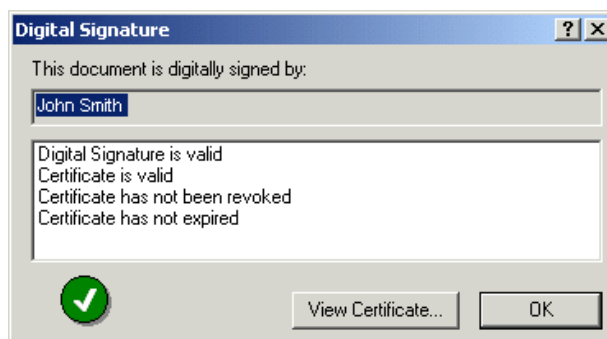 Digital Signature
This document is digitally signed by:
John Smith
Digital Signature is valid
Certificate is valid
Certificate has not been revoked
Certificate has not expired
View Certificate...
OK